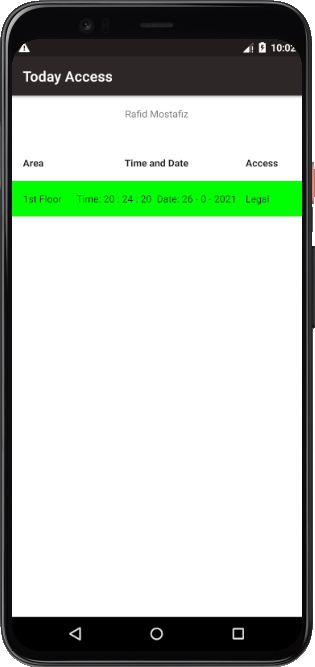 10:02
Today Access
Rafid Mostafiz
Area Time and Date Access
1st Floor Time: 20 : 24 : 20 Date: 26 - 0 - 2021 Legal